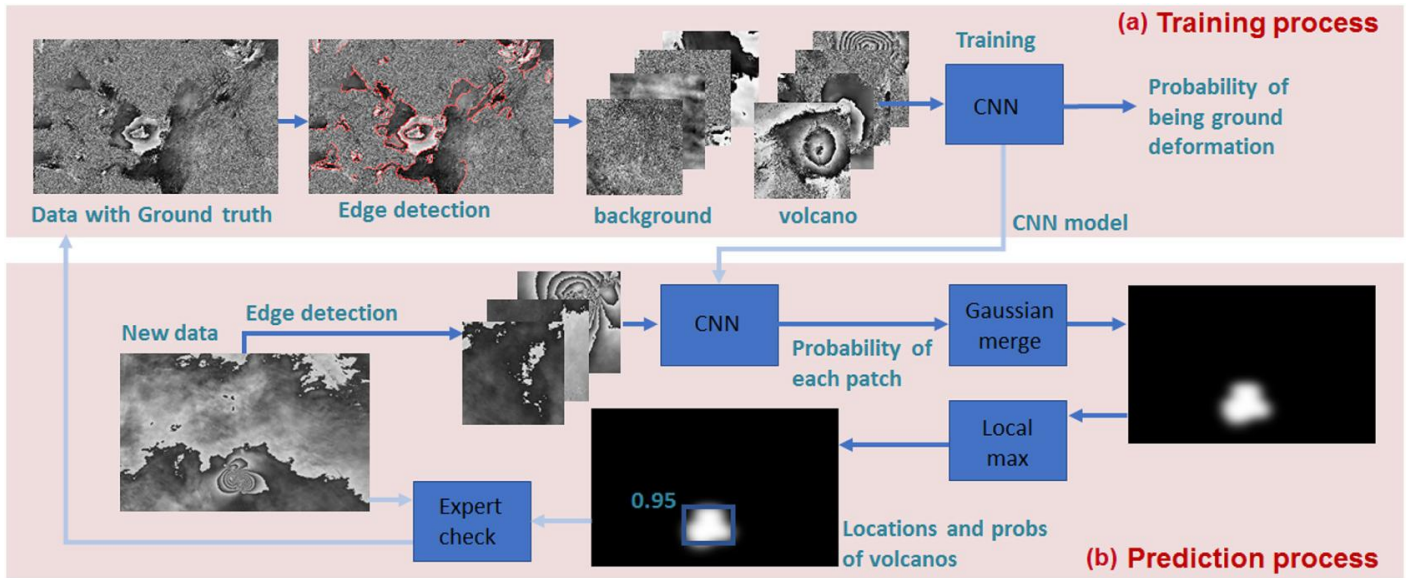 (a) Training process
Training
CNN
Probability of
being ground
deformation
Data with Ground truth
Edge detection
background
volcano
CNN model
New data
Edge detection
CNN
Probability of
each patch
Gaussian
merge
Local
max
0.95
Locations and probs
of volcanos
Expert
check
(b) Prediction process